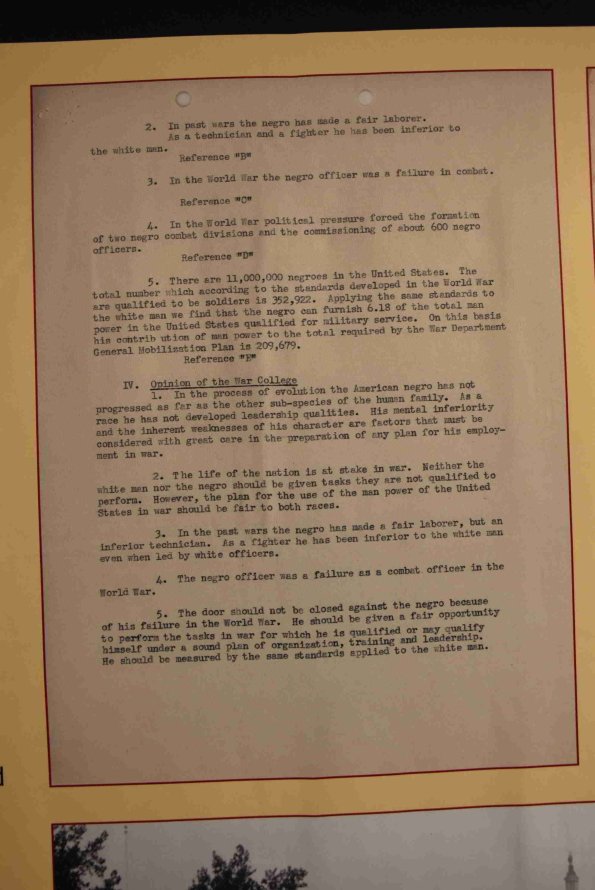 2. In past wars the negro has made a fair laborer.
As a technician and a fighter he has been inferior to
the white man.
Reference "B"
3. In the World War the negro officer was a failure in combat.
Reference "C"
4. In the World War political pressure forced the formation
of two negro combat divisions and the commissioning of about 600 negro
officers.
Reference "D"
5. There are 11,000,000 negroes in the United States. The
total number which according to the standards developed in the World War
are qualified to be soldiers is 352,922. Applying the same standards to
the white man we find that the negro can furnish 6.18 of the total man
power in the United States qualified for military service. On this basis
his contrib ution of man power to the total required by the War Department
General Mobilization Plan is 209,679.
Reference "E"
IV. Opinion of the War College
1. In the process of evolution the American negro has not
progressed as far as the other sub-species of the human family. As a
race he has not developed leadership qualities. His mental inferiority
and the inherent weaknesses of his character are factors that must be
considered with great care in the preparation of any plan for his employ-
ment in war.
2. The life of the nation is at stake in war. Neither the
white man nor the negro should be given tasks they are not qualified to
perform. However, the plan for the use of the man power of the United
States in war should be fair to both races.
3. In the past wars the negro has made a fair laborer, but an
inferior technician. As a fighter he has been inferior to the white man
even when led by white officers.
4. The negro officer was a failure as a combat officer in the
World War.
5. The door should not be closed against the negro because
of his failure in the World War. He should be given a fair opportunity
to perform the tasks in war for which he is qualified or may qualify
himself under a sound plan of organization, training and leadership.
He should be measured by the same standards applied to the white man.